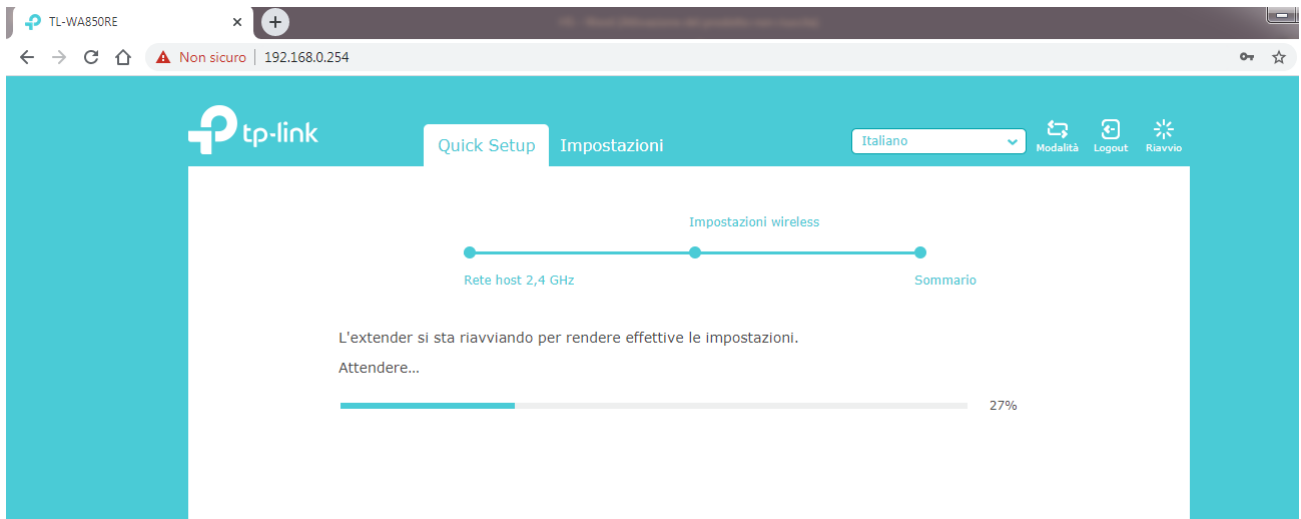 TL-WA850RE
Non sicuro | 192.168.0.254
tp-link
Quick Setup
Impostazioni
Italiano
Modalità
Logout
Riavvio
Impostazioni wireless
Rete host 2,4 GHz
Sommario
L'extender si sta riavviando per rendere effettive le impostazioni.
Attendere...
27%